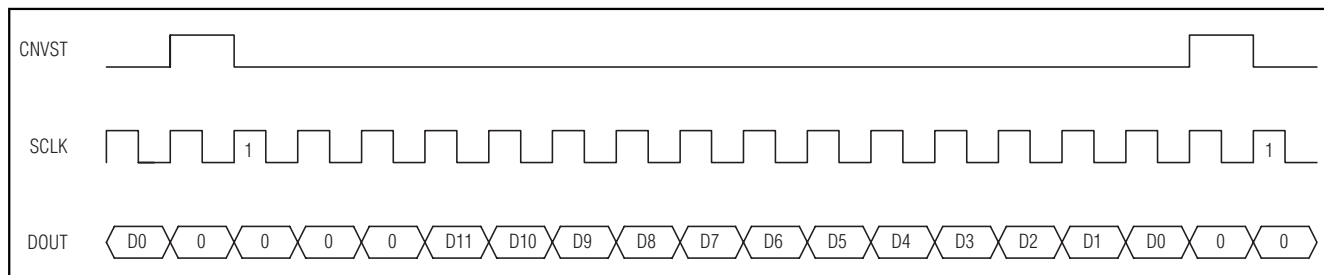 CNVST
SCLK 1 1
DOUT D0 0 0 0 0 D11 D10 D9 D8 D7 D6 D5 D4 D3 D2 D1 D0 0 0